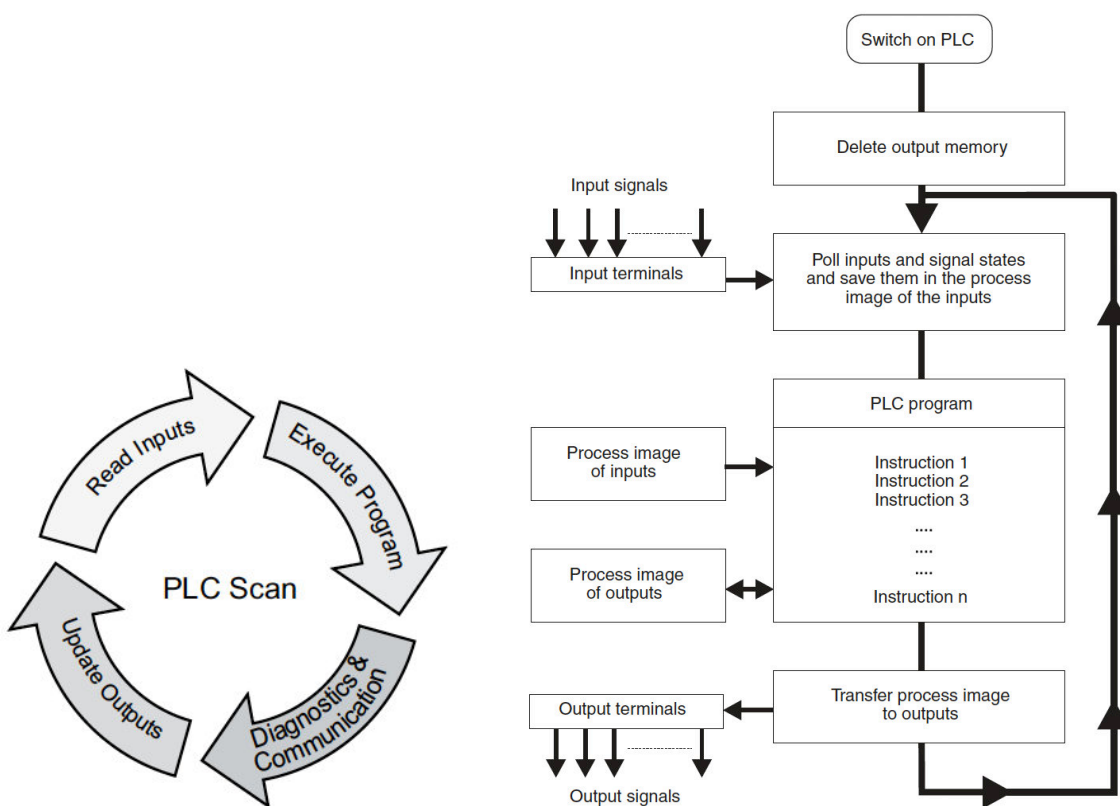 Read Inputs
Execute Program
PLC Scan
Diagnostics &
Communication
Update Outputs
Switch on PLC
Delete output memory
Input signals
Input terminals
Poll inputs and signal states
and save them in the process
image of the inputs
PLC program
Process image
of inputs
Instruction 1
Instruction 2
Instruction 3
....
....
....
Instruction n
Process image
of outputs
Transfer process image
to outputs
Output terminals
Output signals